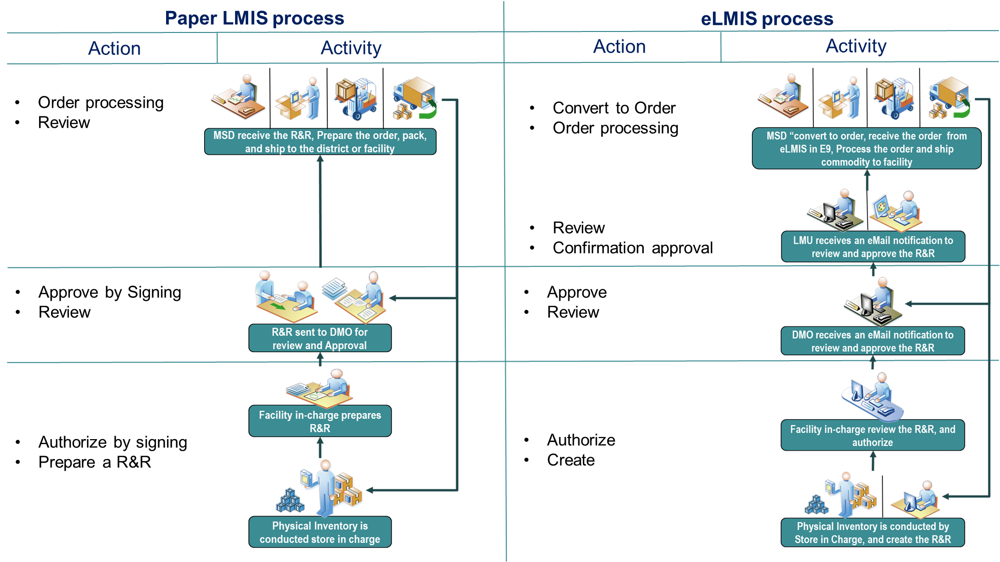 Paper LMIS process
Action
Activity
• Order processing
• Review
MSD receive the R&R, Prepare the order, pack,
and ship to the district or facility
• Approve by Signing
• Review
R&R sent to DMO for
review and Approval
• Authorize by signing
• Prepare a R&R
Facility in-charge prepares
R&R
Physical Inventory is
conducted store in charge
eLMIS process
Action
Activity
• Convert to Order
• Order processing
MSD “convert to order, receive the order from
eLMIS in E9, Process the order and ship
commodity to facility
• Review
• Confirmation approval
LMU receives an eMail notification to
review and approve the R&R
• Approve
• Review
DMO receives an eMail notification to
review and approve the R&R
• Authorize
• Create
Facility in-charge review the R&R, and
authorize
Physical Inventory is conducted by
Store in Charge, and create the R&R